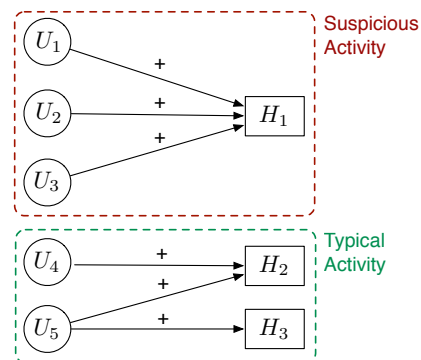 U1
+
Suspicious
Activity
U2
+
H1
U3
+
U4
+
H2
Typical
Activity
+
U5
+
H3